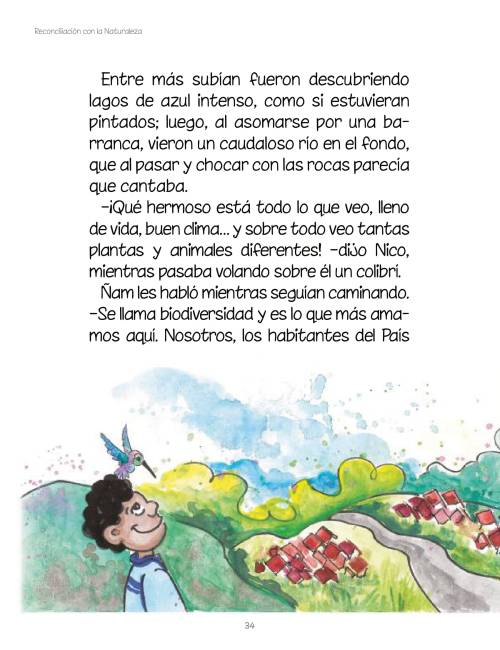 Reconciliación con la Naturaleza
Entre más subían fueron descubriendo
lagos de azul intenso, como si estuvieran
pintados; luego, al asomarse por una ba-
rranca, vieron un caudaloso río en el fondo,
que al pasar y chocar con las rocas parecía
que cantaba.
–¡Qué hermoso está todo lo que veo, lleno
de vida, buen clima... y sobre todo veo tantas
plantas y animales diferentes! –dijo Nico,
mientras pasaba volando sobre él un colibrí.
Ñam les habló mientras seguían caminando.
–Se llama biodiversidad y es lo que más ama-
mos aquí. Nosotros, los habitantes del País
34